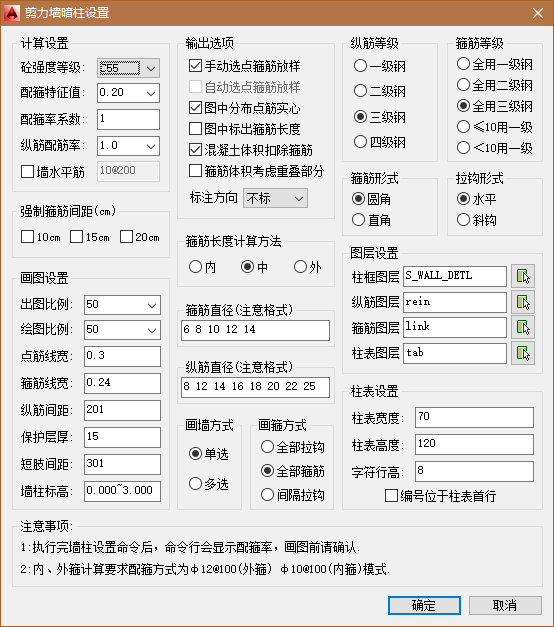 剪力墙暗柱设置
计算设置
砼强度等级: C55
配箍特征值: 0.20
配箍率系数: 1
纵筋配筋率: 1.0
墙水平筋 10@200
强制箍筋间距(cm)
10cm 15cm 20cm
画图设置
出图比例: 50
绘图比例: 50
点筋线宽: 0.3
箍筋线宽: 0.24
纵筋间距: 201
保护层厚: 15
短肢间距: 301
墙柱标高: 0.000~3.000
输出选项
手动选点箍筋放样
自动选点箍筋放样
图中分布点筋实心
图中标出箍筋长度
混凝土体积扣除箍筋
箍筋体积考虑重叠部分
标注方向 不标
箍筋长度计算方法
内 中 外
箍筋直径(注意格式)
6 8 10 12 14
纵筋直径(注意格式)
8 12 14 16 18 20 22 25
画墙方式
单选
多选
画箍方式
全部拉钩
全部箍筋
间隔拉钩
纵筋等级
一级钢
二级钢
三级钢
四级钢
箍筋等级
全用一级钢
全用二级钢
全用三级钢
≤10用一级
＜10用一级
箍筋形式
圆角
直角
拉钩形式
水平
斜钩
图层设置
柱框图层 S_WALL_DETL
纵筋图层 rein
箍筋图层 link
柱表图层 tab
柱表设置
柱表宽度: 70
柱表高度: 120
字符行高: 8
编号位于柱表首行
注意事项:
1:执行完墙柱设置命令后，命令行会显示配箍率，画图前请确认.
2:内、外箍计算要求配箍方式为φ12@100(外箍) φ10@100(内箍)模式.
确定 取消